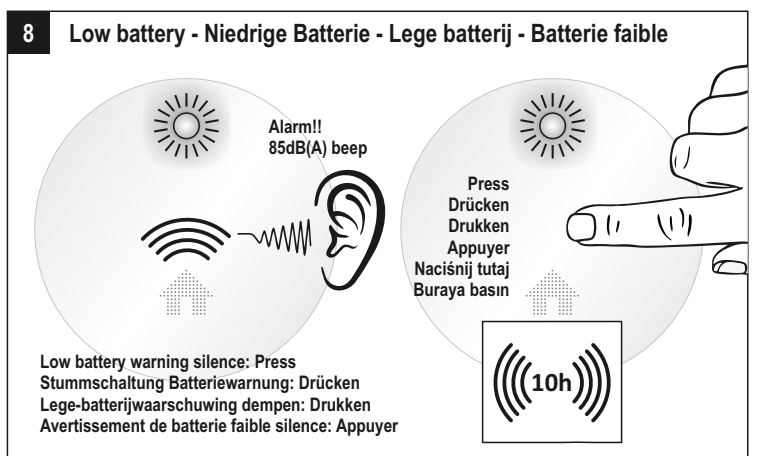 8 Low battery - Niedrige Batterie - Lege batterij - Batterie faible
Alarm!!
85dB(A) beep
Press
Drücken
Drukken
Appuyer
Naciśnij tutaj
Buraya basın
10h
Low battery warning silence: Press
Stummschaltung Batteriewarnung: Drücken
Lege-batterijwaarschuwing dempen: Drukken
Avertissement de batterie faible silence: Appuyer